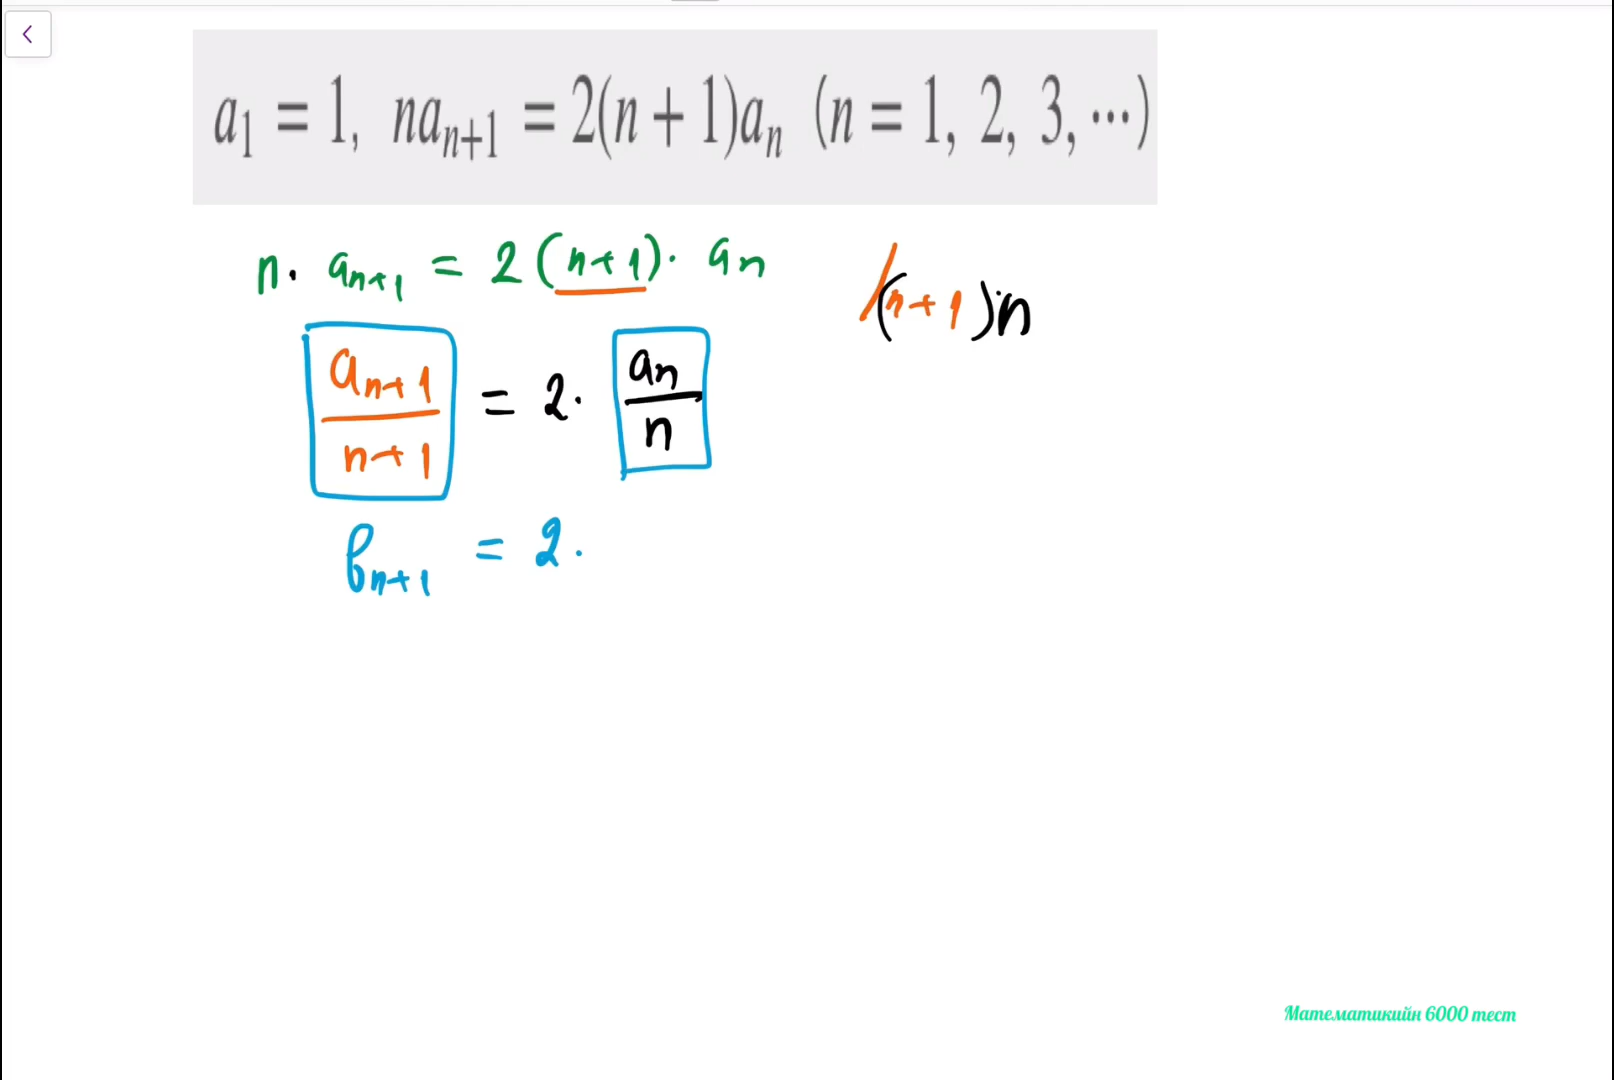 a₁ = 1, naₙ₊₁ = 2(n + 1)aₙ (n = 1, 2, 3, ⋯)
n · aₙ₊₁ = 2 (n+1) · aₙ
/(n+1)n
aₙ₊₁/n+1 = 2 · aₙ/n
вₙ₊₁ = 2 ·
Математикийн 6000 тест